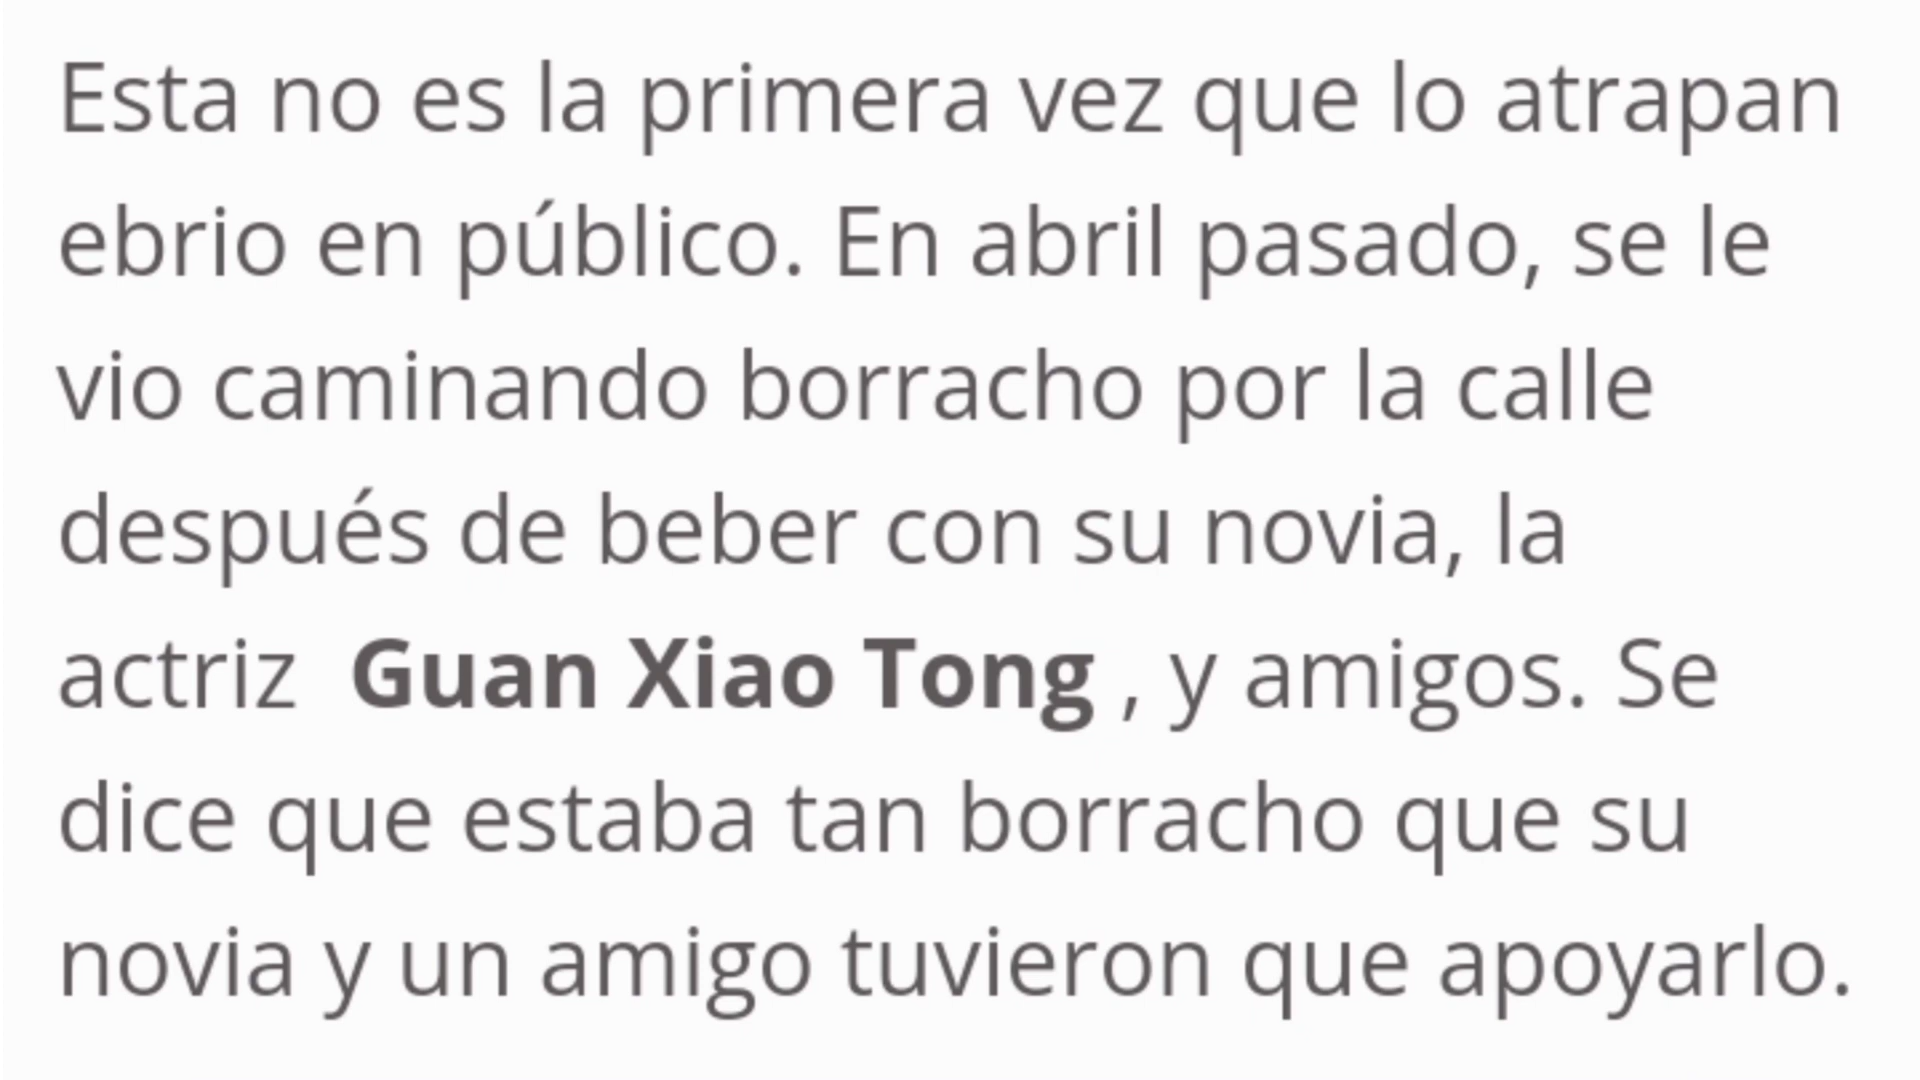 Esta no es la primera vez que lo atrapan
ebrio en público. En abril pasado, se le
vio caminando borracho por la calle
después de beber con su novia, la
actriz  Guan Xiao Tong , y amigos. Se
dice que estaba tan borracho que su
novia y un amigo tuvieron que apoyarlo.